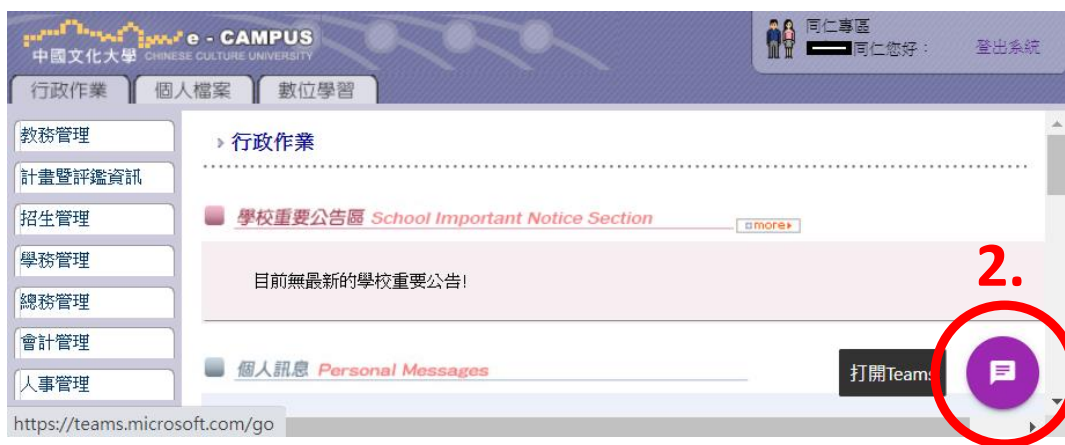 e - CAMPUS
中國文化大學 CHINESE CULTURE UNIVERSITY
同仁專區
同仁您好：
登出系統
行政作業 個人檔案 數位學習
教務管理
計畫暨評鑑資訊
招生管理
學務管理
總務管理
會計管理
人事管理
行政作業
學校重要公告區 School Important Notice Section
more
目前無最新的學校重要公告!
2.
個人訊息 Personal Messages
打開Teams
https://teams.microsoft.com/go